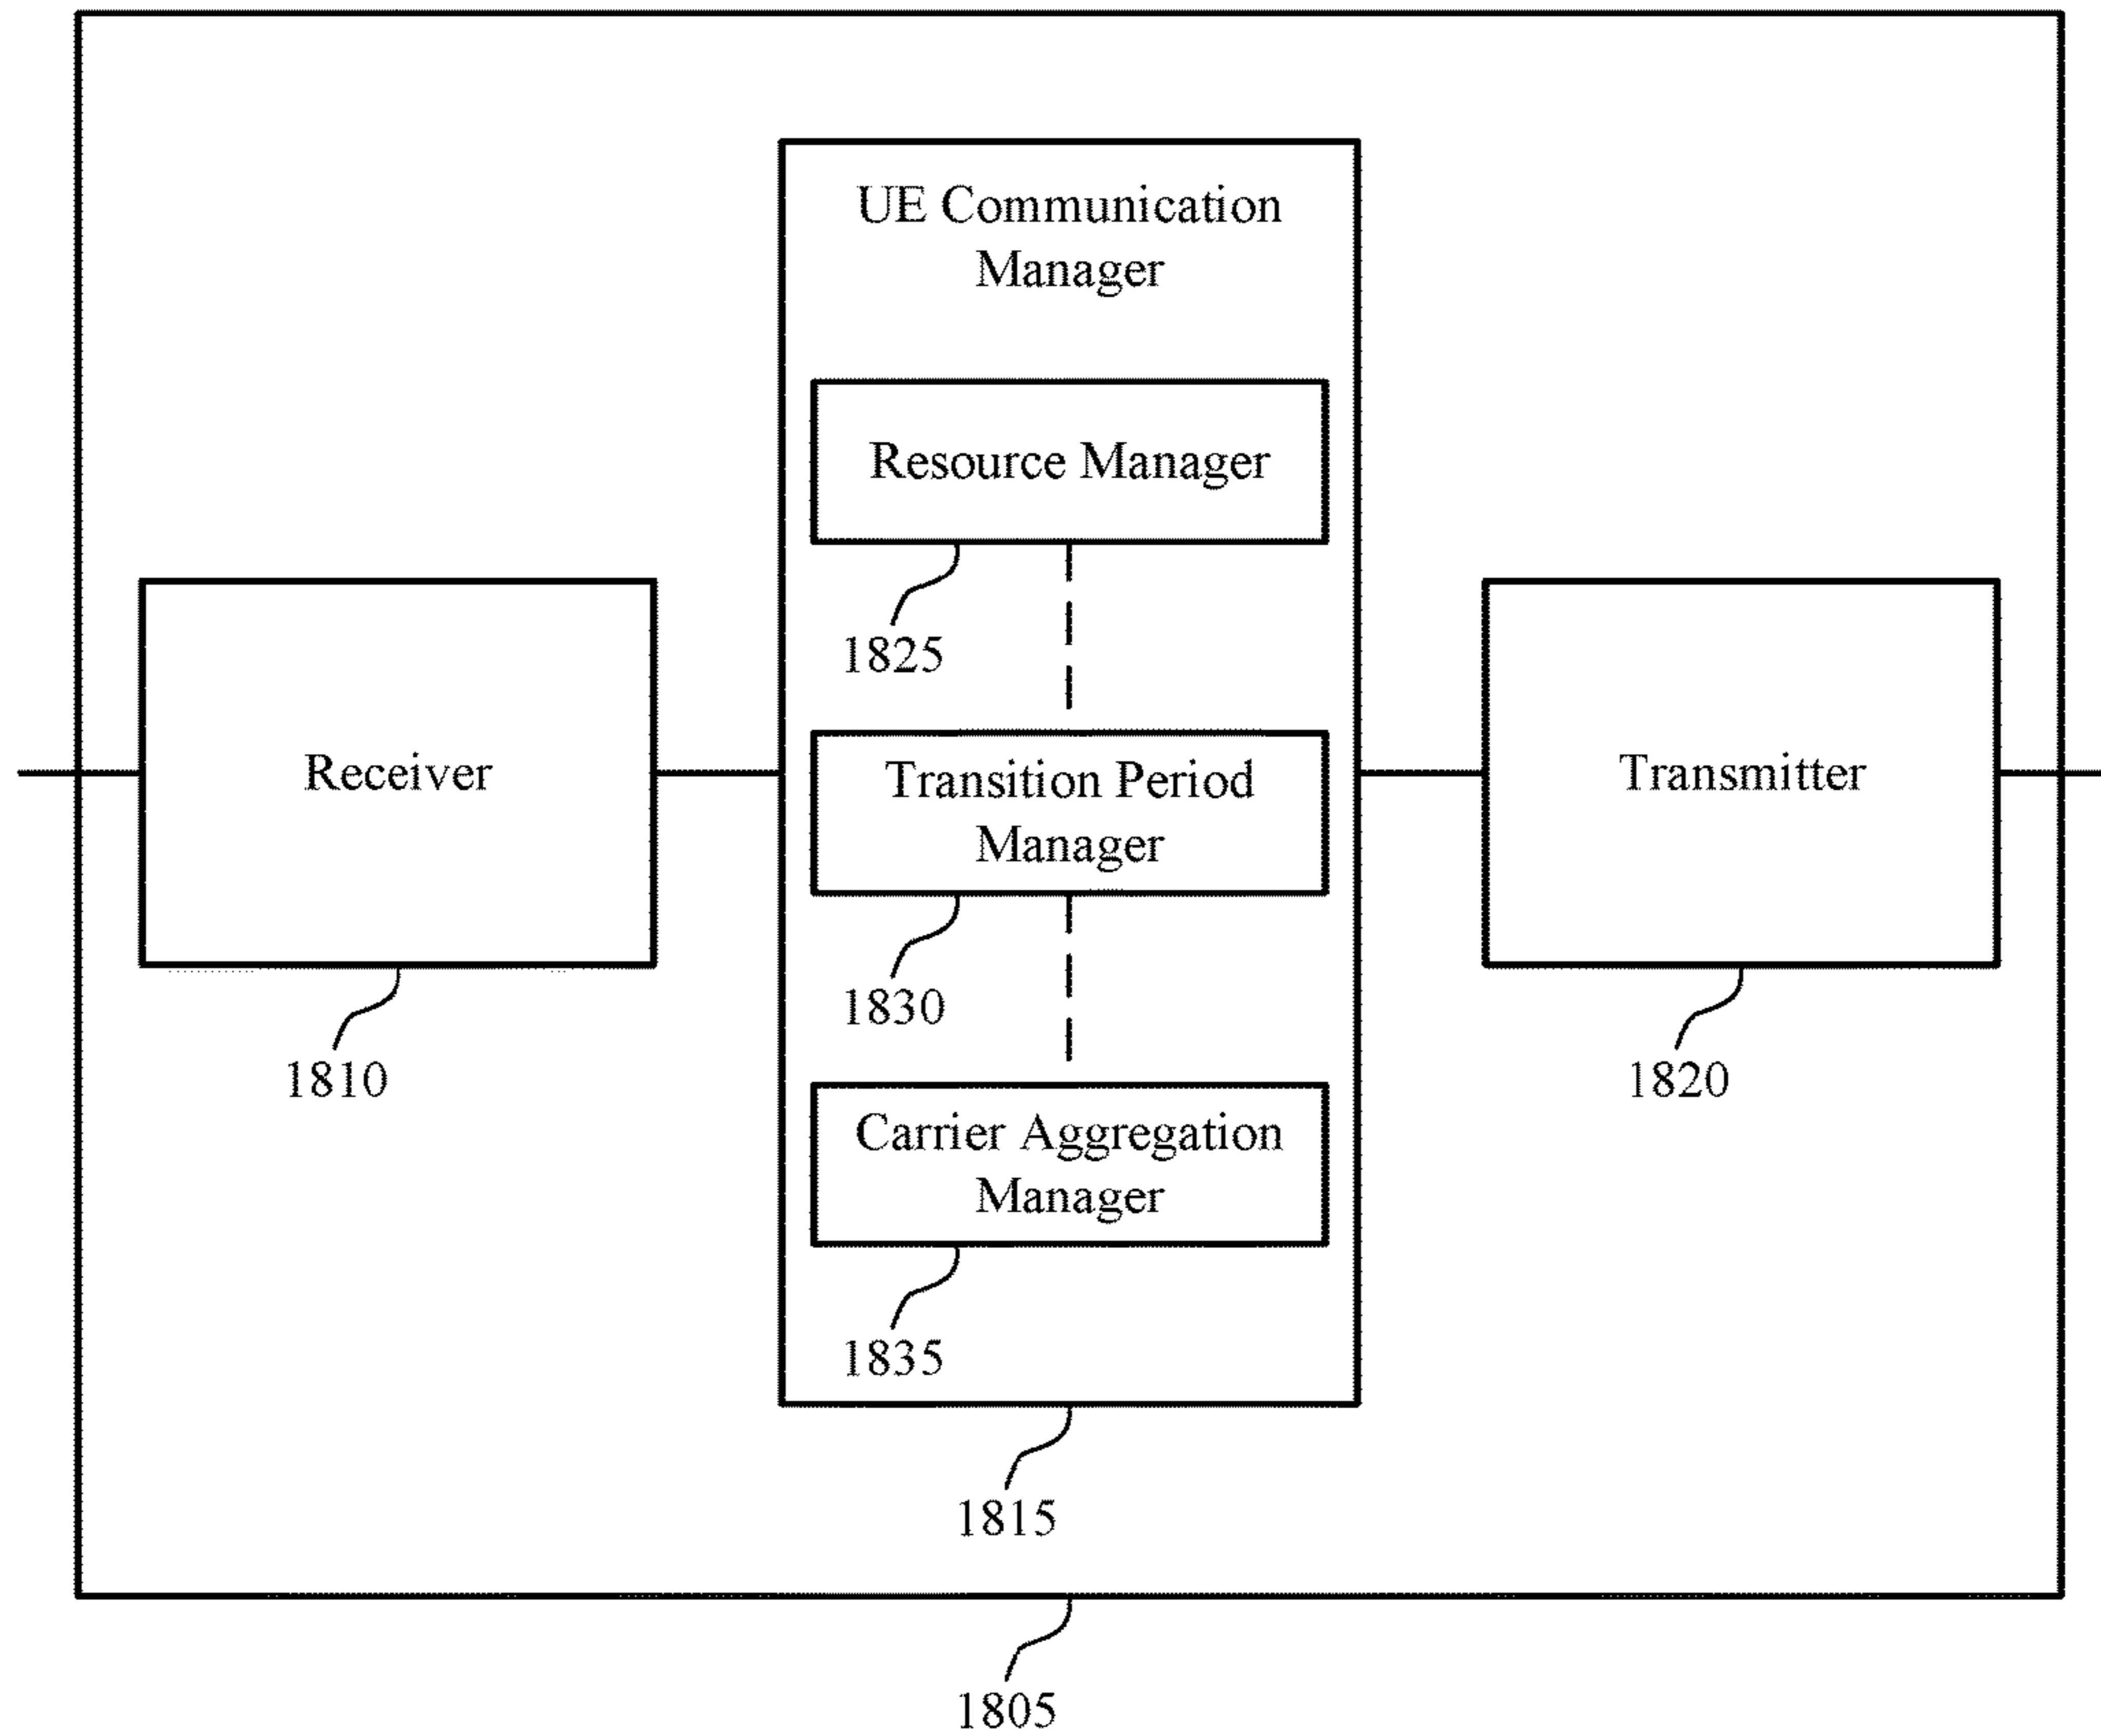 UE Communication
Manager
Resource Manager
1825
Receiver
Transition Period
Manager
Transmitter
1830
1810
1820
Carrier Aggregation
Manager
1835
1815
1805